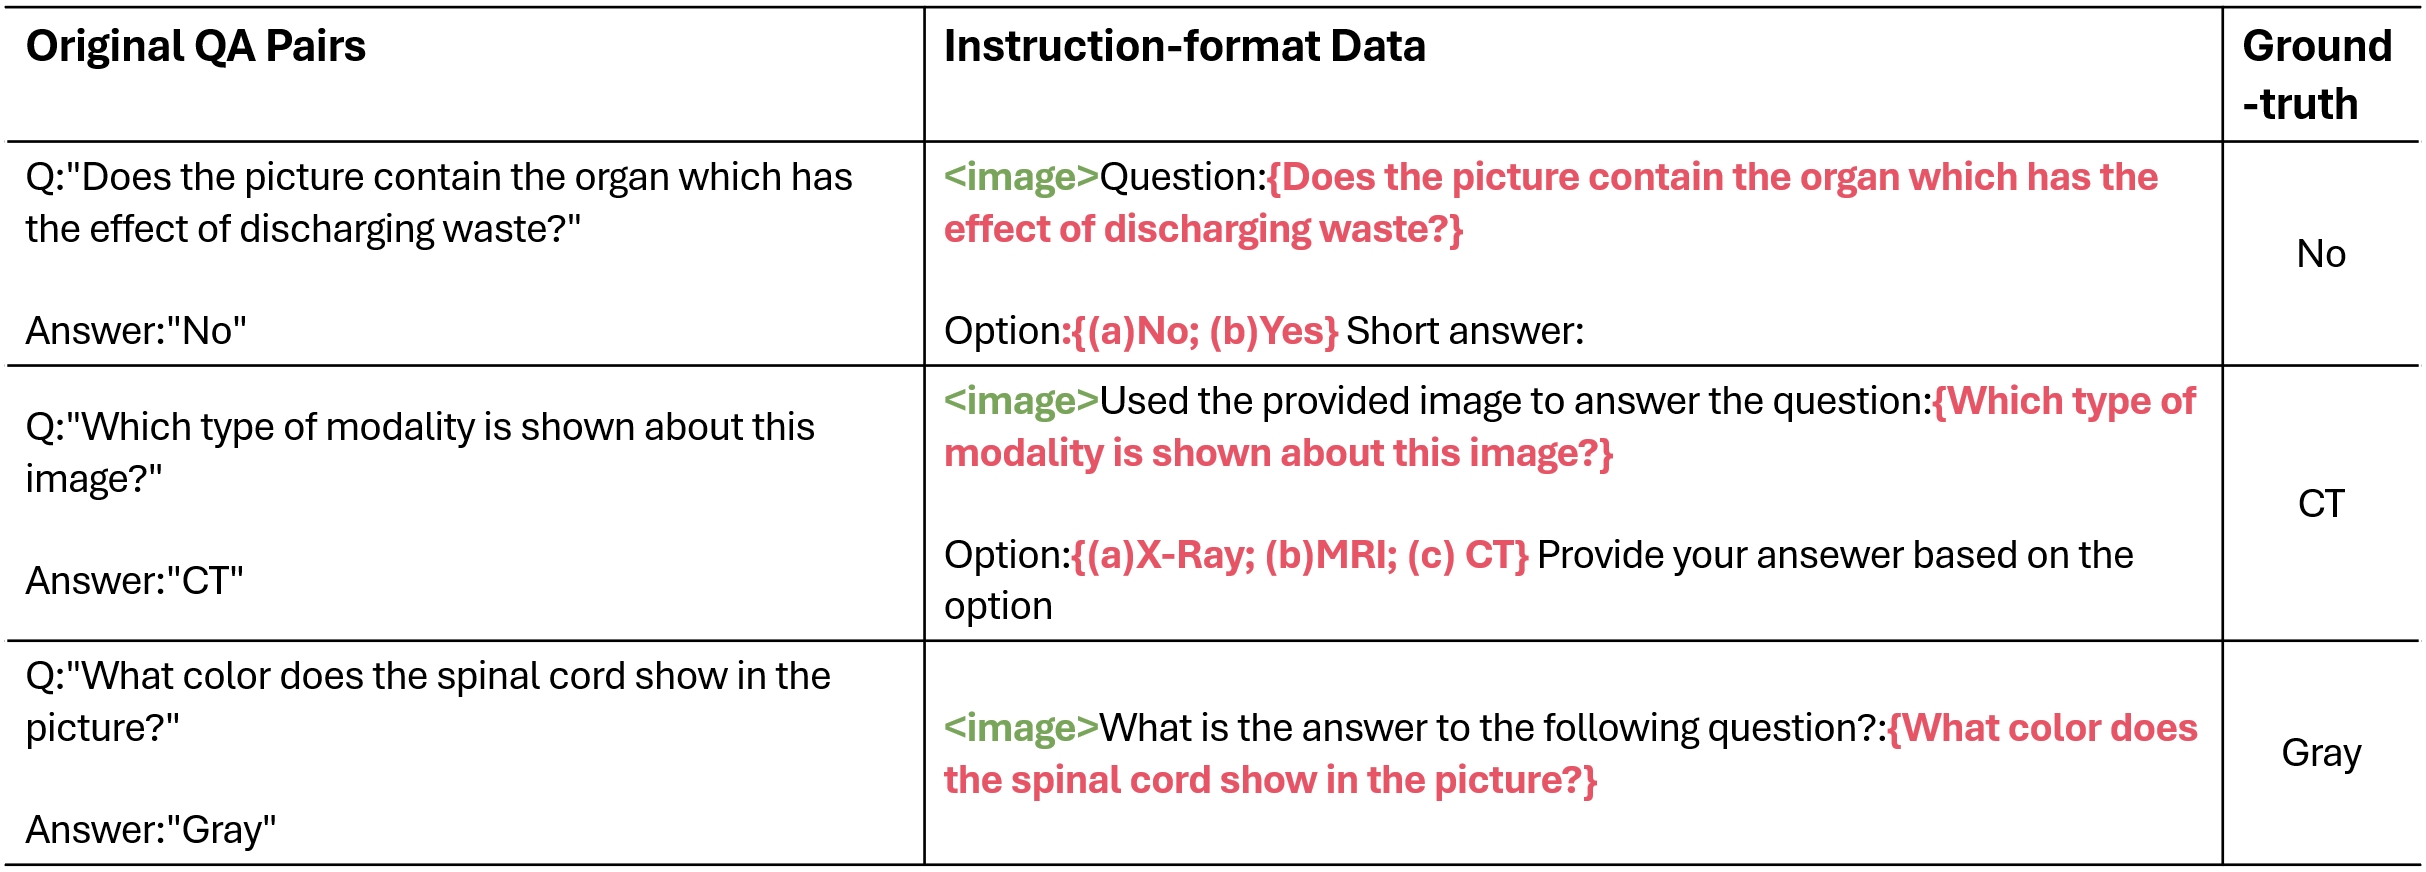 Original QA Pairs
Instruction-format Data
Ground
-truth
Q:"Does the picture contain the organ which has
the effect of discharging waste?"
Answer:"No"
<image>Question:{Does the picture contain the organ which has the
effect of discharging waste?}
Option:{(a)No; (b)Yes} Short answer:
No
Q:"Which type of modality is shown about this
image?"
Answer:"CT"
<image>Used the provided image to answer the question:{Which type of
modality is shown about this image?}
Option:{(a)X-Ray; (b)MRI; (c) CT} Provide your ansewer based on the
option
CT
Q:"What color does the spinal cord show in the
picture?"
Answer:"Gray"
<image>What is the answer to the following question?:{What color does
the spinal cord show in the picture?}
Gray